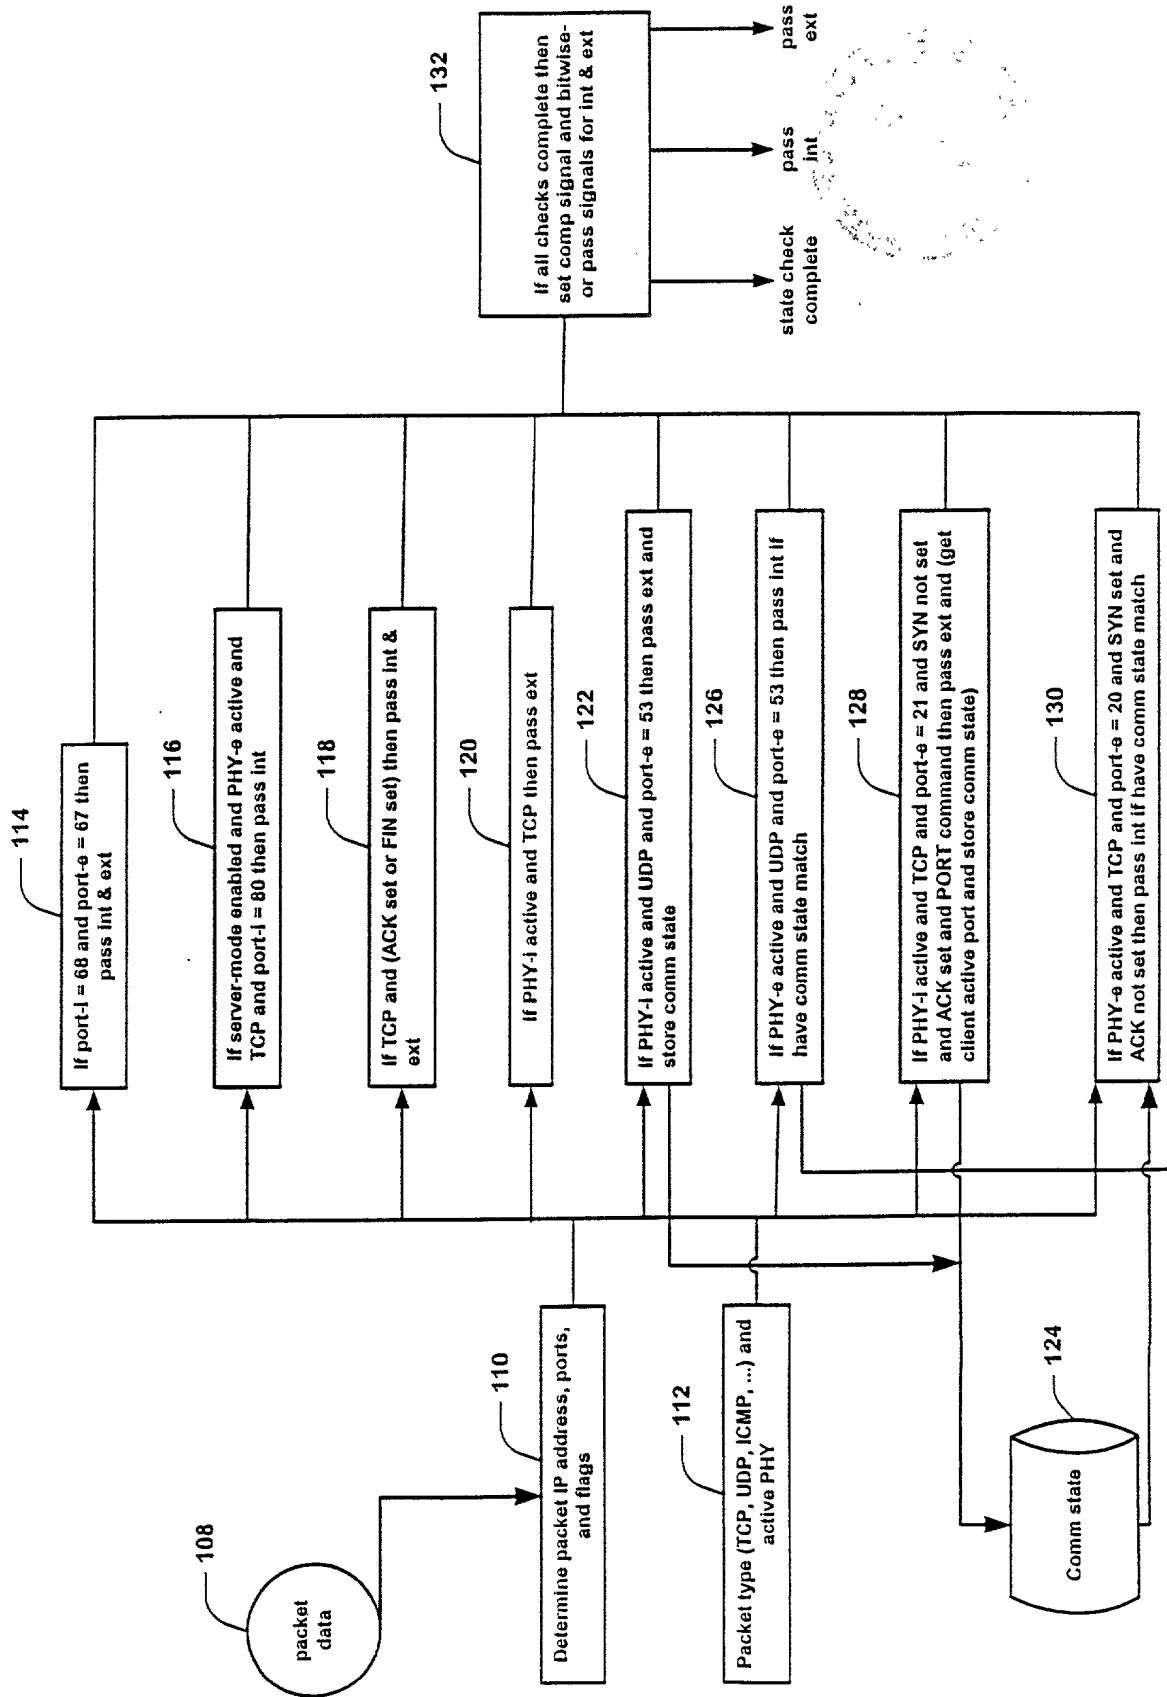 108
packet
data
110
Determine packet IP address, ports,
and flags
112
Packet type (TCP, UDP, ICMP, ...) and
active PHY
124
Comm state
114
If port-i = 68 and port-e = 67 then
pass int & ext
116
If server-mode enabled and PHY-e active and
TCP and port-i = 80 then pass int
118
If TCP and (ACK set or FIN set) then pass int &
ext
120
If PHY-i active and TCP then pass ext
122
If PHY-i active and UDP and port-e = 53 then pass ext and
store comm state
126
If PHY-e active and UDP and port-e = 53 then pass int if
have comm state match
128
If PHY-i active and TCP and port-e = 21 and SYN not set
and ACK set and PORT command then pass ext and (get
client active port and store comm state)
130
If PHY-e active and TCP and port-e = 20 and SYN set and
ACK not set then pass int if have comm state match
132
If all checks complete then
set comp signal and bitwise-
or pass signals for int & ext
state check
complete
pass
int
pass
ext